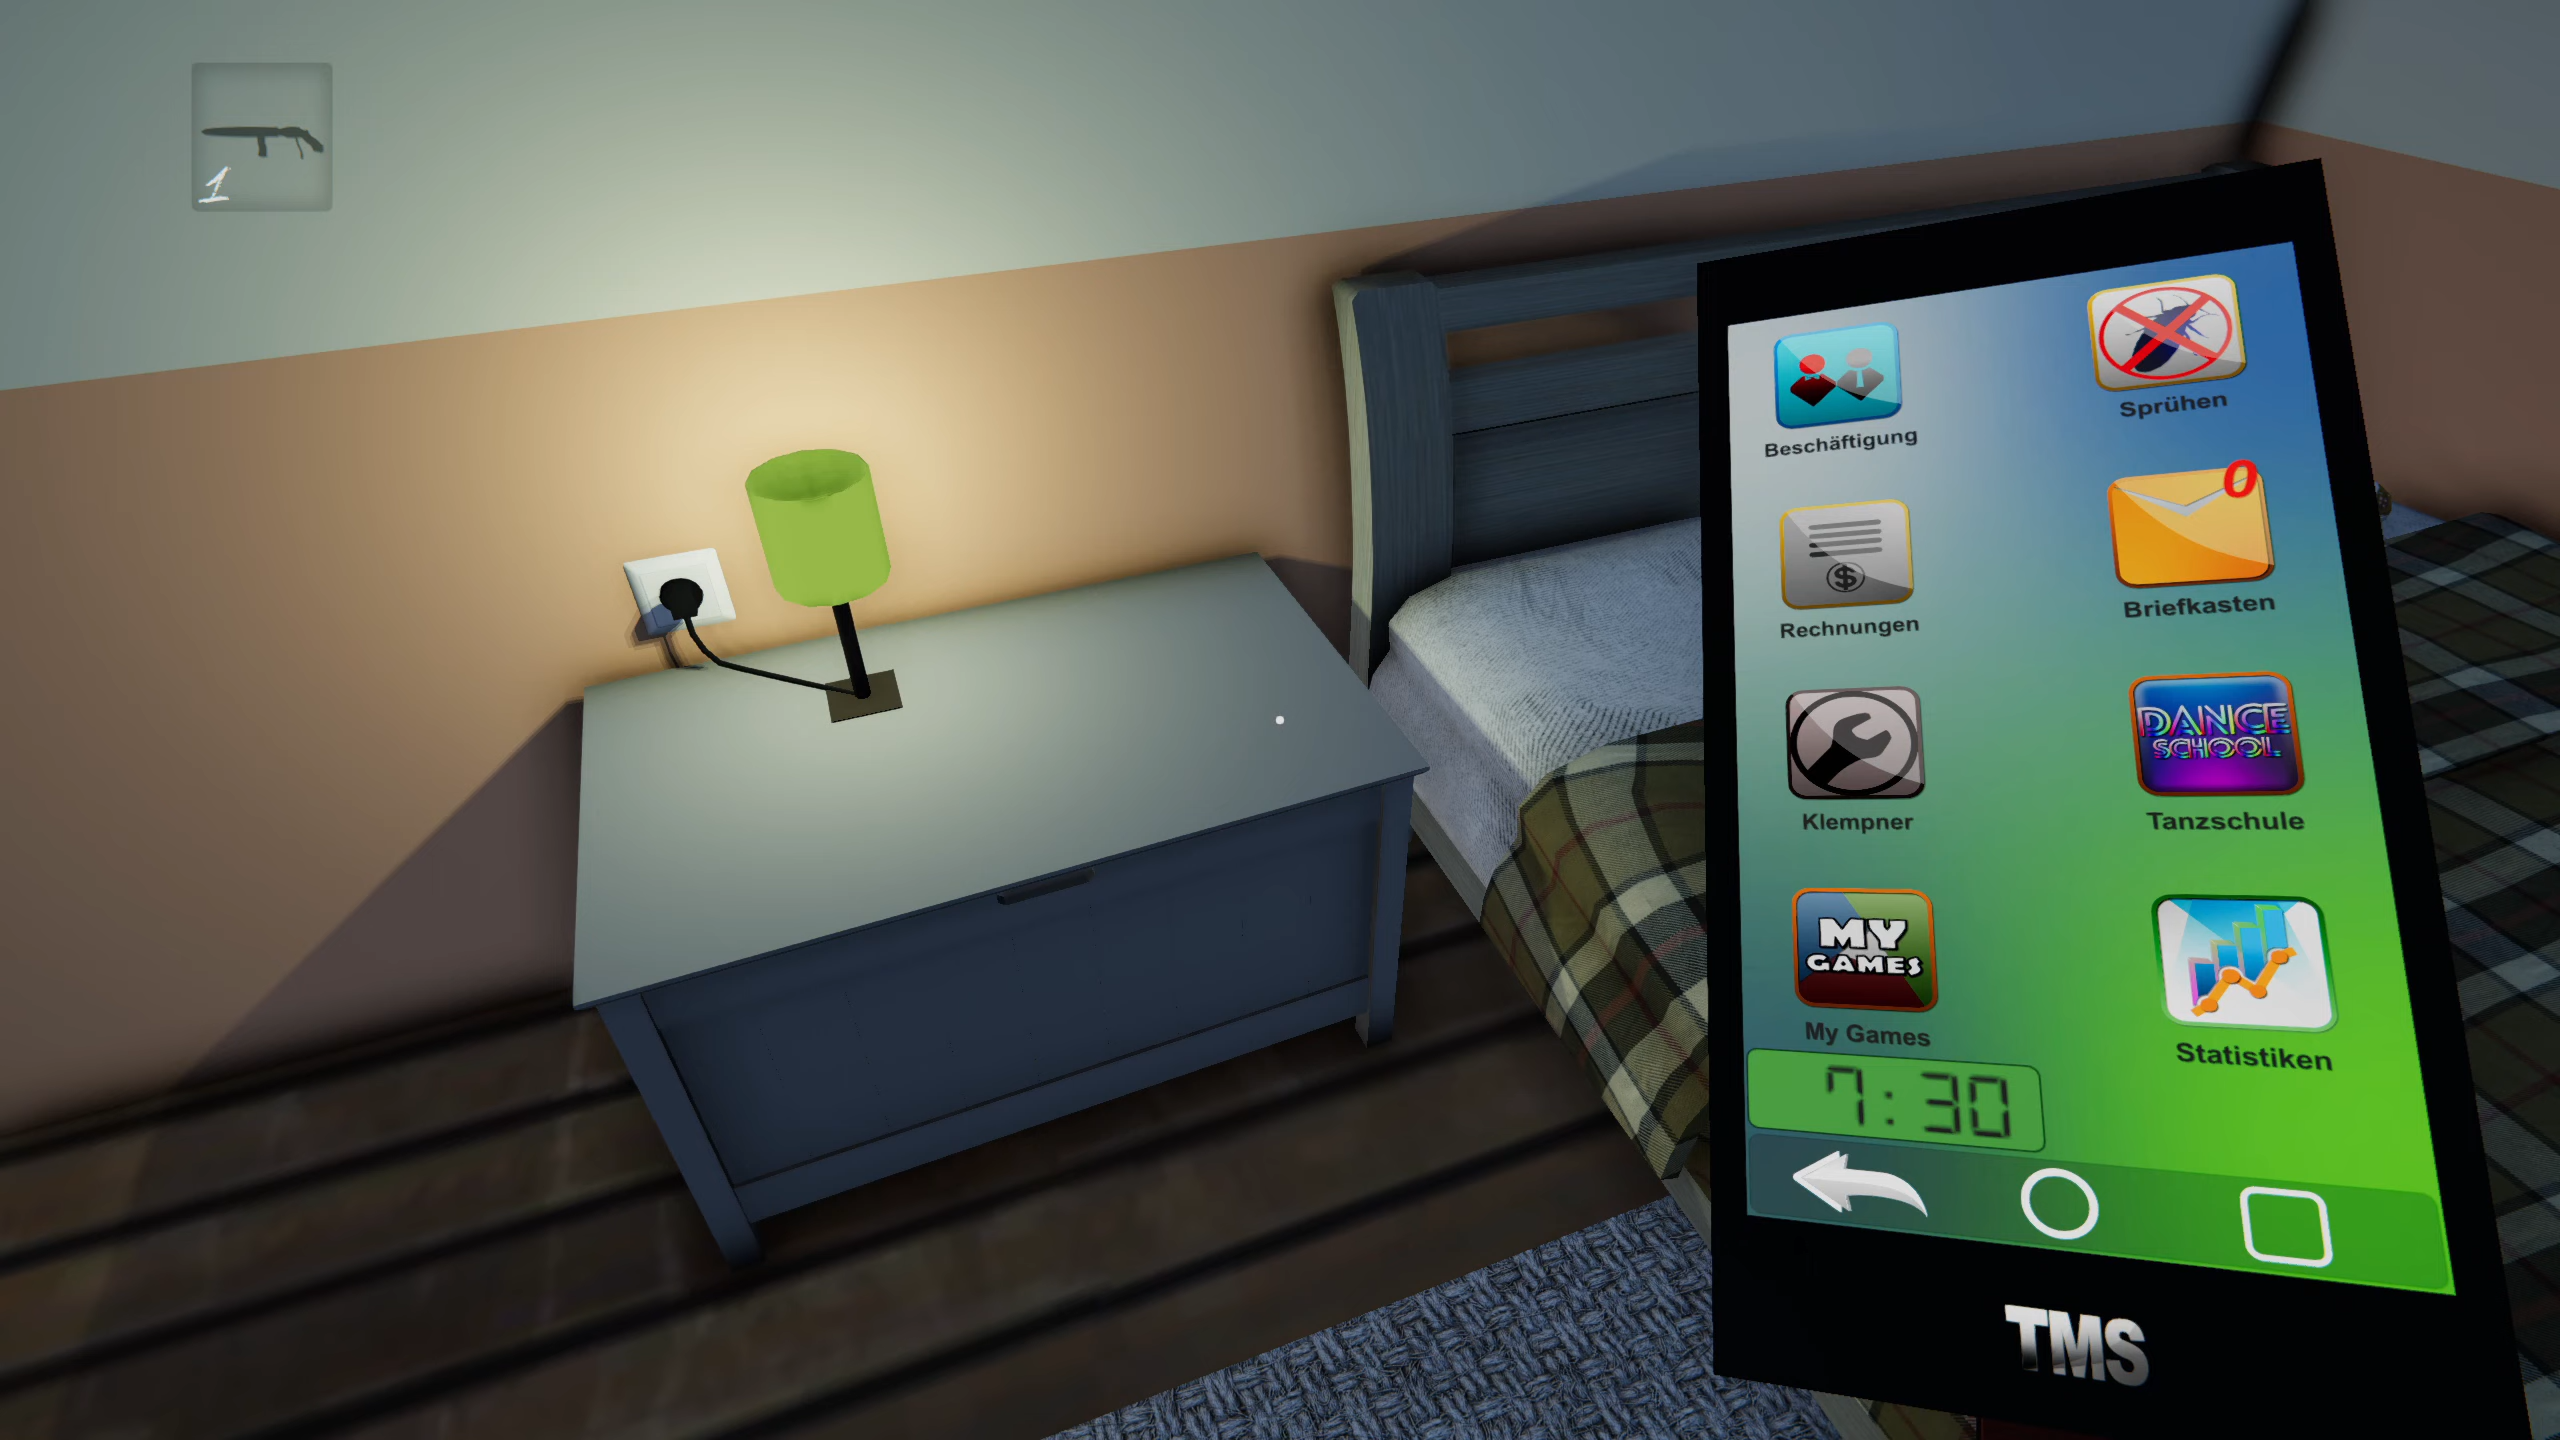 1
Beschäftigung
Sprühen
Rechnungen
0
Briefkasten
Klempner
DANCE
SCHOOL
Tanzschule
MY
GAMES
My Games
Statistiken
7:30
TMS